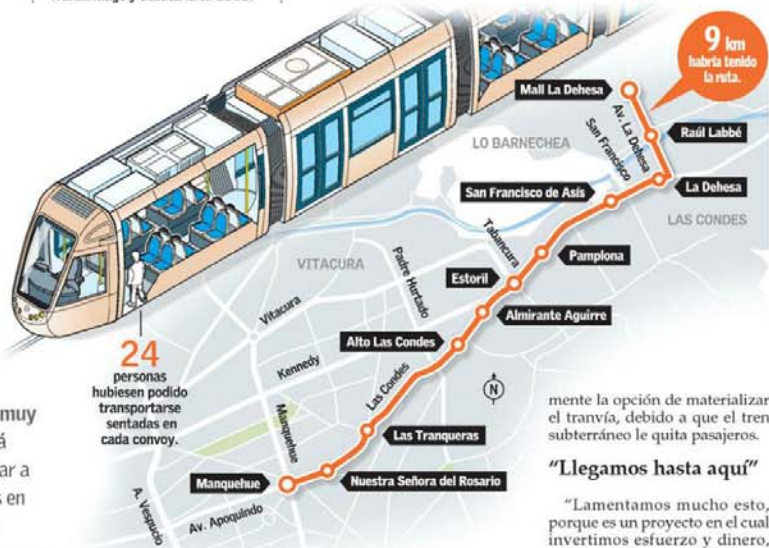 9 km
habría tenido
la ruta.
Mall La Dehesa
Av. La Dehesa
San Francisco
Raúl Labbé
LO BARNECHEA
La Dehesa
San Francisco de Asís
LAS CONDES
Tabancura
Pamplona
VITACURA
Padre Hurtado
Estoril
Vitacura
Almirante Aguirre
Alto Las Condes
Kennedy
N
24
personas
hubiesen podido
transportarse
sentadas en
cada convoy.
Las Condes
Manquehue
Las Tranqueras
Manquehue
Nuestra Señora del Rosario
A. Vespucio
Av. Apoquindo
muy
á
ar a
s en
mente la opción de materializar
el tranvía, debido a que el tren
subterráneo le quita pasajeros.
“Llegamos hasta aquí”
“Lamentamos mucho esto,
porque es un proyecto en el cual
invertimos esfuerzo y dinero,